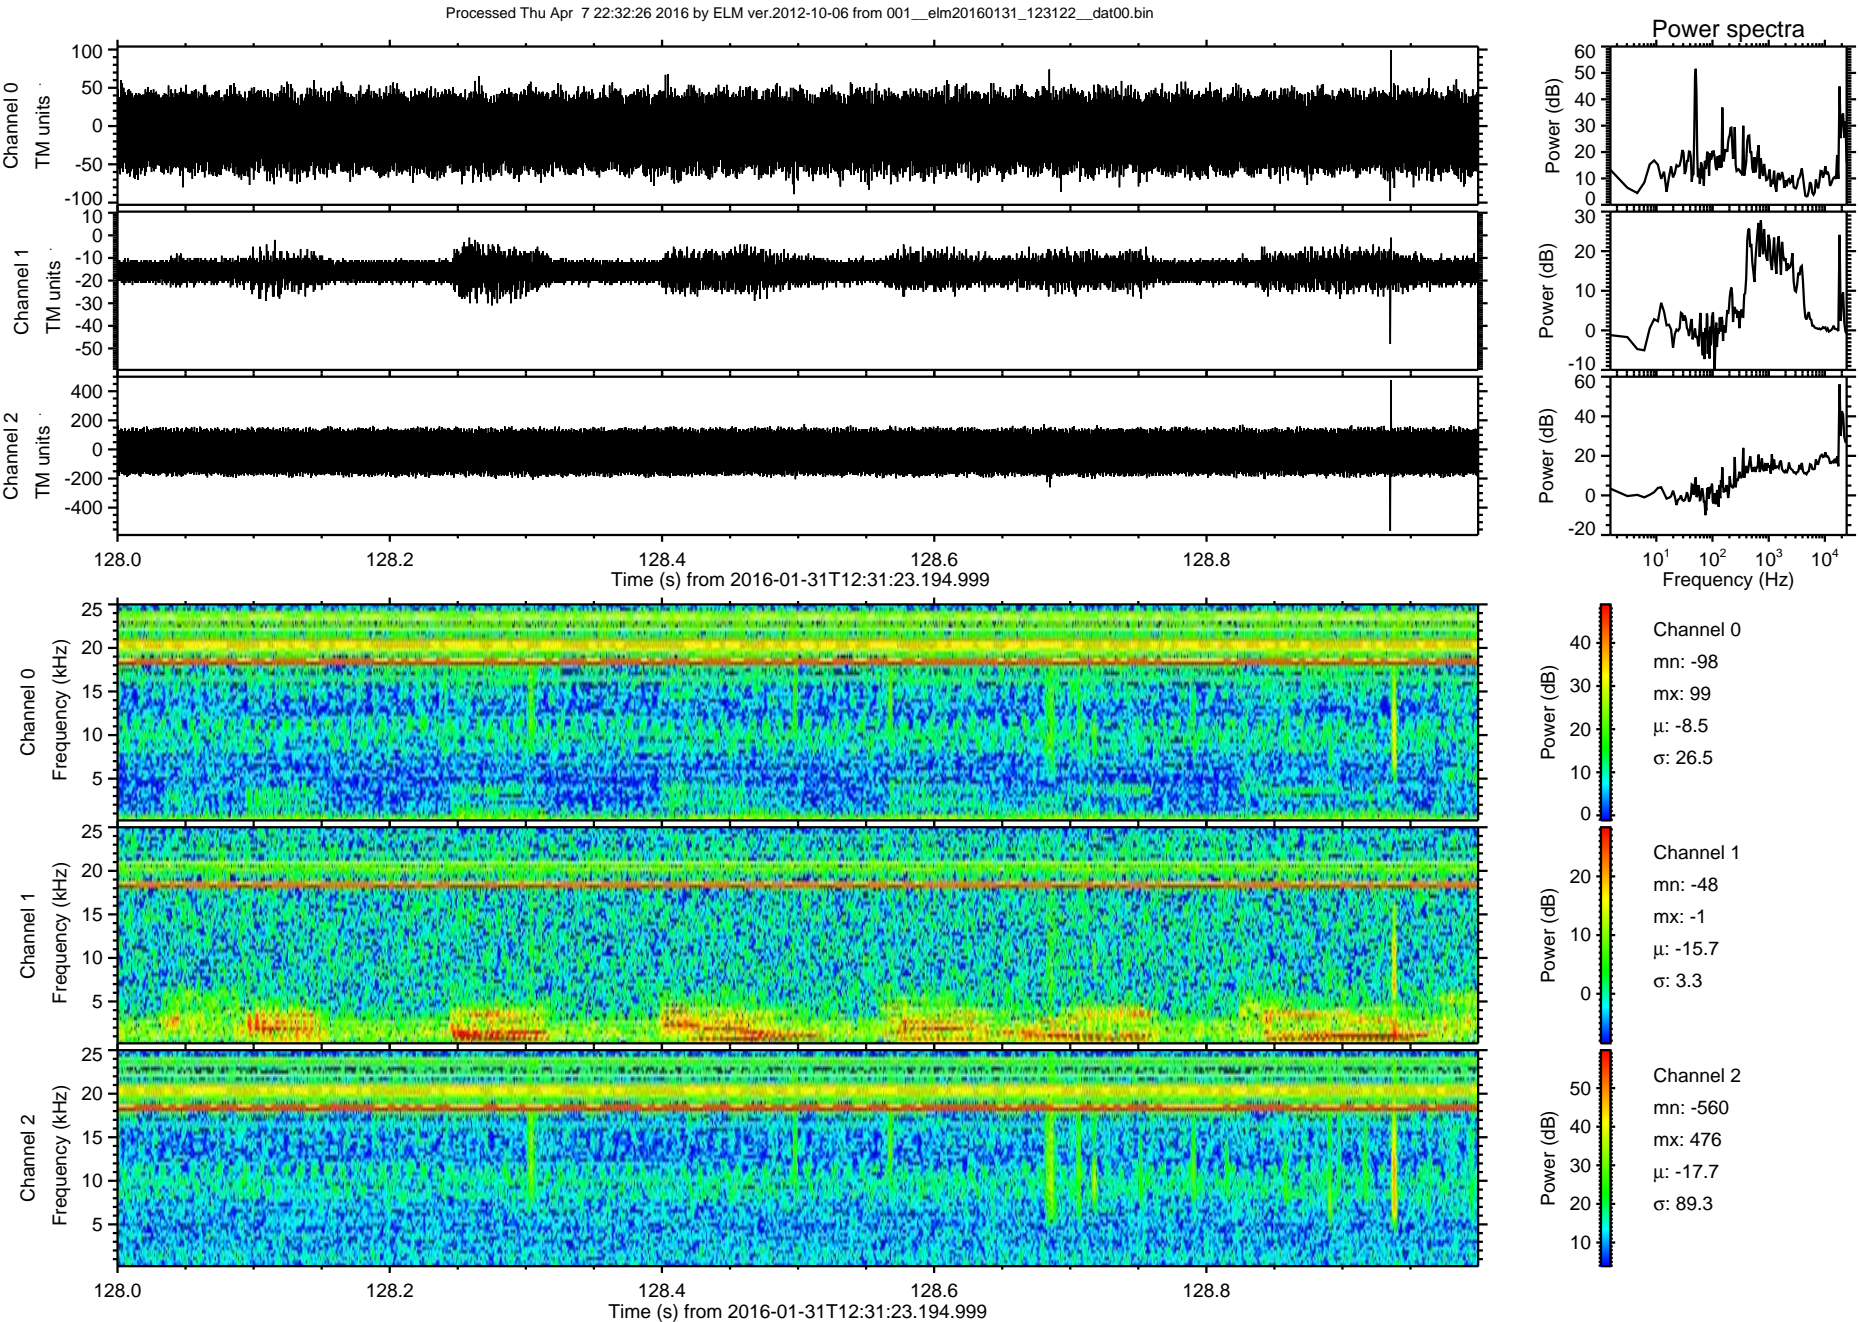 Processed Thu Apr  7 22:32:26 2016 by ELM ver.2012-10-06 from 001__elm20160131_123122__dat00.bin
Power spectra
Channel 0
TM units
100
50
0
-50
-100
Power (dB)
60
50
40
30
20
10
0
Channel 1
TM units
10
0
-10
-20
-30
-40
-50
Power (dB)
30
20
10
0
-10
Channel 2
TM units
400
200
0
-200
-400
Power (dB)
60
40
20
0
-20
128.0 128.2 128.4 128.6 128.8
Time (s) from 2016-01-31T12:31:23.194.999
10^1 10^2 10^3 10^4
Frequency (Hz)
Channel 0
Frequency (kHz)
25
20
15
10
5
Power (dB)
40
30
20
10
0
Channel 0
mn: -98
mx: 99
μ: -8.5
σ: 26.5
Channel 1
Frequency (kHz)
25
20
15
10
5
Power (dB)
20
10
0
Channel 1
mn: -48
mx: -1
μ: -15.7
σ: 3.3
Channel 2
Frequency (kHz)
25
20
15
10
5
Power (dB)
50
40
30
20
10
Channel 2
mn: -560
mx: 476
μ: -17.7
σ: 89.3
128.0 128.2 128.4 128.6 128.8
Time (s) from 2016-01-31T12:31:23.194.999